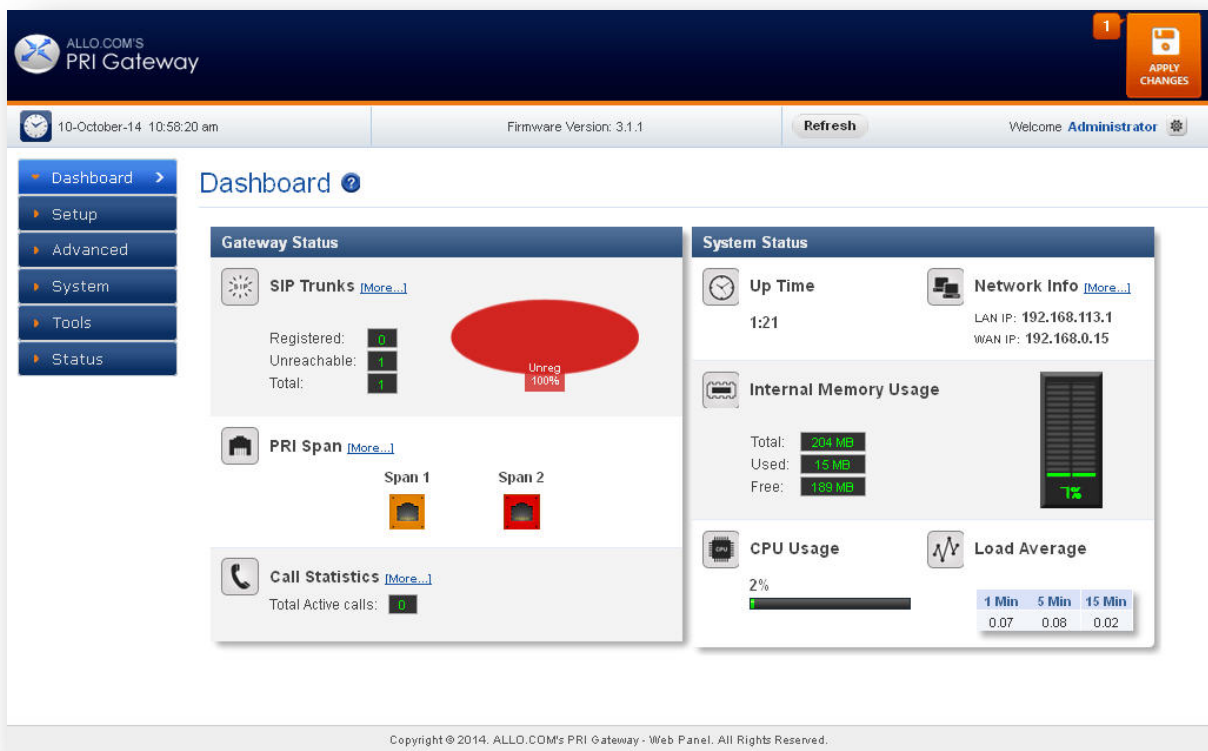 ALLO.COM'S
PRI Gateway
1
APPLY
CHANGES
10-October-14 10:58:20 am
Firmware Version: 3.1.1
Refresh
Welcome Administrator
Dashboard
Setup
Advanced
System
Tools
Status
Dashboard ?
Gateway Status
SIP
SIP Trunks [More...]
Registered: 0
Unreachable: 1
Total: 1
Unreg
100%
PRI Span [More...]
Span 1 Span 2
Call Statistics [More...]
Total Active calls: 0
System Status
Up Time
1:21
Network Info [More...]
LAN IP: 192.168.113.1
WAN IP: 192.168.0.15
Internal Memory Usage
Total: 204 MB
Used: 15 MB
Free: 189 MB
7%
CPU
CPU Usage
2%
Load Average
1 Min 5 Min 15 Min
0.07 0.08 0.02
Copyright © 2014. ALLO.COM's PRI Gateway - Web Panel. All Rights Reserved.